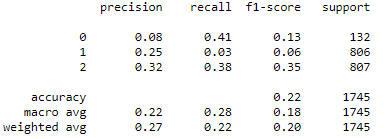 precision recall f1-score support
0 0.08 0.41 0.13 132
1 0.25 0.03 0.06 806
2 0.32 0.38 0.35 807
accuracy 0.22 1745
macro avg 0.22 0.28 0.18 1745
weighted avg 0.27 0.22 0.20 1745